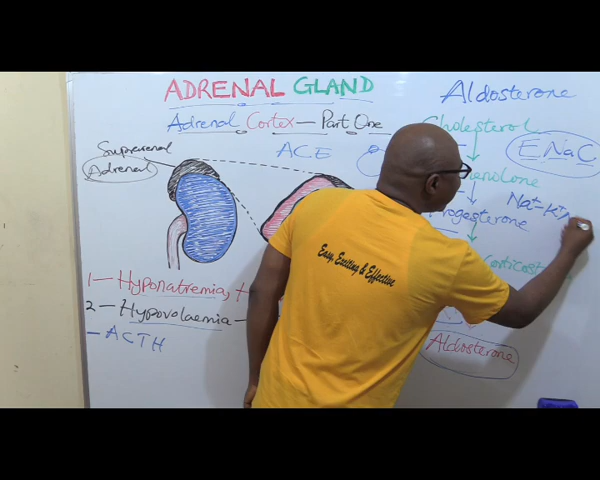 ADRENAL GLAND
Adrenal Cortex — Part One
Suprarenal
Adrenal
ACE
Aldosterone
Cholesterol
ENaC
Na+ - K+
Progesterone
Aldosterone
1 — Hyponatremia,
2 — Hypovolaemia —
— ACTH
Easy, Exciting & Effective